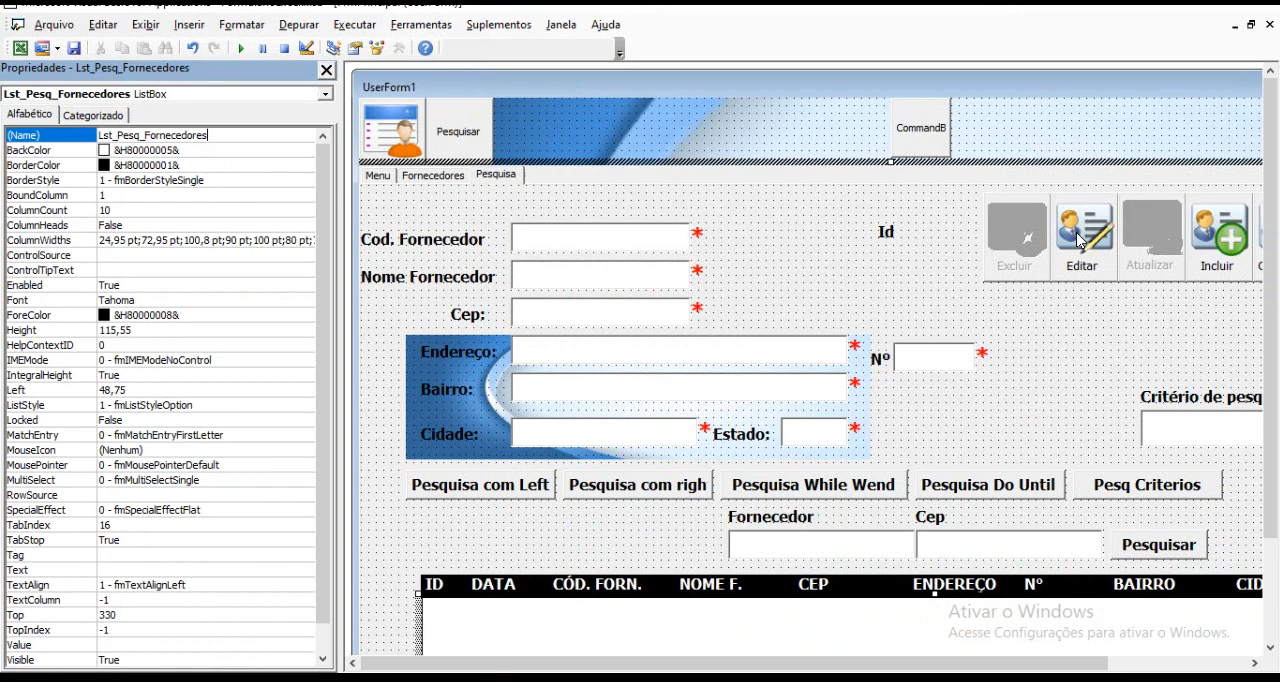 Arquivo Editar Exibir Inserir Formatar Depurar Executar Ferramentas Suplementos Janela Ajuda
Propriedades - Lst_Pesq_Fornecedores
Lst_Pesq_Fornecedores ListBox
Alfabético Categorizado
(Name) Lst_Pesq_Fornecedores
BackColor &H80000005&
BorderColor &H80000001&
BorderStyle 1 - fmBorderStyleSingle
BoundColumn 1
ColumnCount 10
ColumnHeads False
ColumnWidths 24,95 pt;72,95 pt;100,8 pt;90 pt;100 pt;80 pt;
ControlSource
ControlTipText
Enabled True
Font Tahoma
ForeColor &H80000008&
Height 115,55
HelpContextID 0
IMEMode 0 - fmIMEModeNoControl
IntegralHeight True
Left 48,75
ListStyle 1 - fmListStyleOption
Locked False
MatchEntry 0 - fmMatchEntryFirstLetter
MouseIcon (Nenhum)
MousePointer 0 - fmMousePointerDefault
MultiSelect 0 - fmMultiSelectSingle
RowSource
SpecialEffect 0 - fmSpecialEffectFlat
TabIndex 16
TabStop True
Tag
Text
TextAlign 1 - fmTextAlignLeft
TextColumn -1
Top 330
TopIndex -1
Value
Visible True
UserForm1
Pesquisar
CommandB
Menu Fornecedores Pesquisa
Cod. Fornecedor *
Id
Excluir Editar Atualizar Incluir
Nome Fornecedor *
Cep: *
Endereço: *
Nº *
Bairro: *
Critério de pesq
Cidade: * Estado: *
Pesquisa com Left Pesquisa com righ Pesquisa While Wend Pesquisa Do Until Pesq Criterios
Fornecedor Cep
Pesquisar
ID DATA CÓD. FORN. NOME F. CEP ENDEREÇO Nº BAIRRO CID
Ativar o Windows
Acesse Configurações para ativar o Windows.